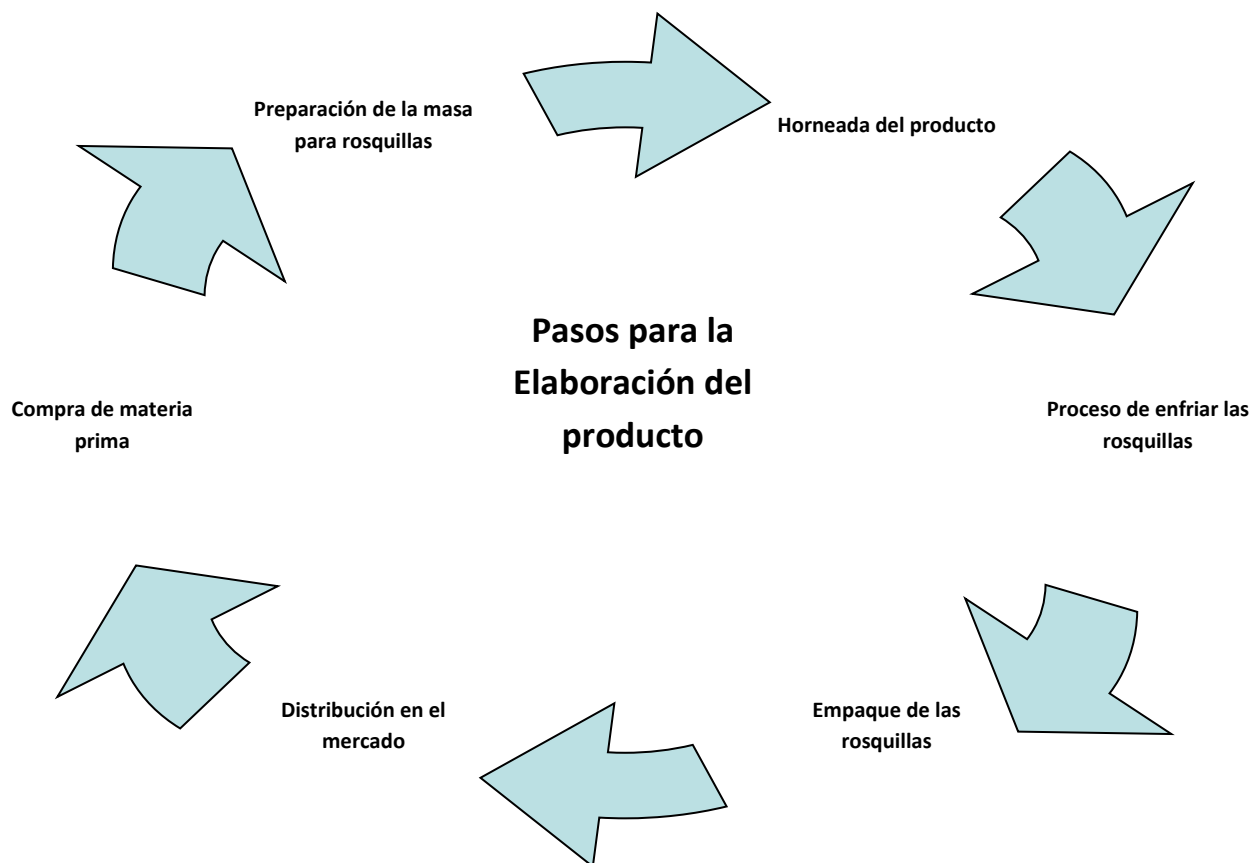 Preparación de la masa
para rosquillas
Horneada del producto
Pasos para la
Elaboración del
producto
Compra de materia
prima
Proceso de enfriar las
rosquillas
Distribución en el
mercado
Empaque de las
rosquillas